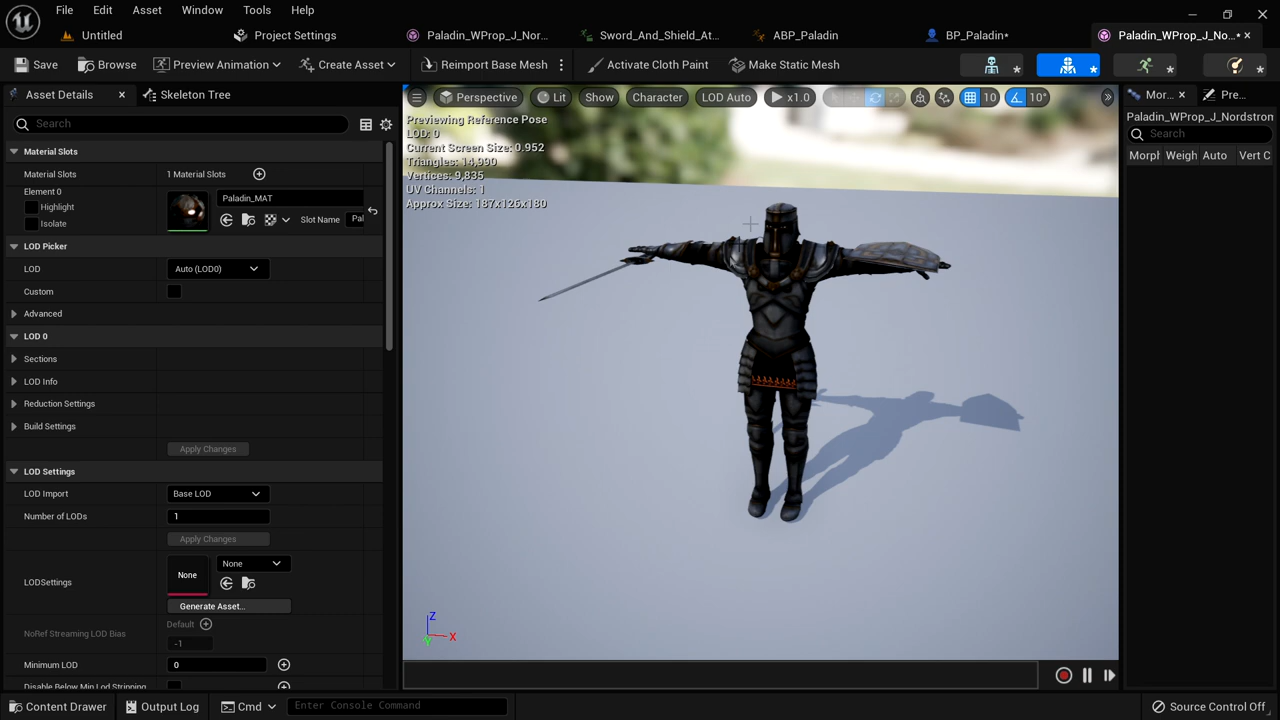 File Edit Asset Window Tools Help
Untitled Project Settings Paladin_WProp_J_Nor... Sword_And_Shield_At... ABP_Paladin BP_Paladin• Paladin_WProp_J_No...•
Save Browse Preview Animation Create Asset Reimport Base Mesh Activate Cloth Paint Make Static Mesh
Asset Details Skeleton Tree Perspective Lit Show Character LOD Auto x1.0 10 10° Mor... Pre...
Search
Previewing Reference Pose
LOD: 0
Current Screen Size: 0.952
Triangles: 14,990
Vertices: 9,835
UV Channels: 1
Approx Size: 187x126x180
Paladin_WProp_J_Nordstron
Search
Morpl Weigh Auto Vert C
Material Slots
Material Slots 1 Material Slots
Element 0
Highlight
Isolate
Paladin_MAT
Slot Name Pal
LOD Picker
LOD Auto (LOD0)
Custom
Advanced
LOD 0
Sections
LOD Info
Reduction Settings
Build Settings
Apply Changes
LOD Settings
LOD Import Base LOD
Number of LODs 1
Apply Changes
LODSettings None None
Generate Asset...
NoRef Streaming LOD Bias Default
-1
Minimum LOD 0
Disable Below Min Lod Stripping
Z
X
Y
Content Drawer Output Log Cmd Enter Console Command Source Control Off